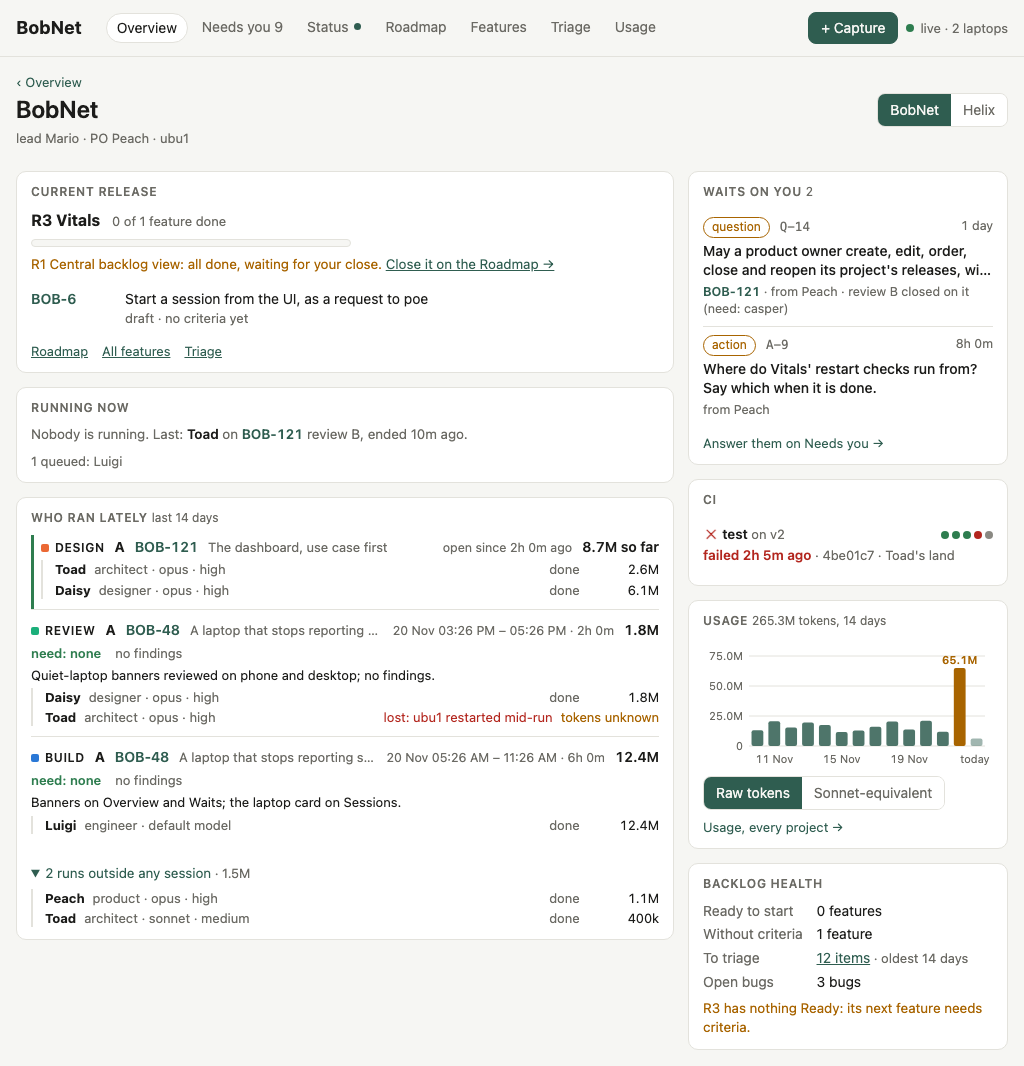 BobNet
Overview
Needs you 9
Status
Roadmap
Features
Triage
Usage
+ Capture
live · 2 laptops
‹ Overview
BobNet
lead Mario · PO Peach · ubu1
BobNet
Helix
CURRENT RELEASE
R3 Vitals 0 of 1 feature done
R1 Central backlog view: all done, waiting for your close. Close it on the Roadmap →
BOB-6 Start a session from the UI, as a request to poe
draft · no criteria yet
Roadmap All features Triage
RUNNING NOW
Nobody is running. Last: Toad on BOB-121 review B, ended 10m ago.
1 queued: Luigi
WHO RAN LATELY last 14 days
DESIGN A BOB-121 The dashboard, use case first open since 2h 0m ago 8.7M so far
Toad architect · opus · high done 2.6M
Daisy designer · opus · high done 6.1M
REVIEW A BOB-48 A laptop that stops reporting ... 20 Nov 03:26 PM – 05:26 PM · 2h 0m 1.8M
need: none no findings
Quiet-laptop banners reviewed on phone and desktop; no findings.
Daisy designer · opus · high done 1.8M
Toad architect · opus · high lost: ubu1 restarted mid-run tokens unknown
BUILD A BOB-48 A laptop that stops reporting s... 20 Nov 05:26 AM – 11:26 AM · 6h 0m 12.4M
need: none no findings
Banners on Overview and Waits; the laptop card on Sessions.
Luigi engineer · default model done 12.4M
▼ 2 runs outside any session · 1.5M
Peach product · opus · high done 1.1M
Toad architect · sonnet · medium done 400k
WAITS ON YOU 2
question Q–14 1 day
May a product owner create, edit, order,
close and reopen its project's releases, wi...
BOB-121 · from Peach · review B closed on it
(need: casper)
action A–9 8h 0m
Where do Vitals' restart checks run from?
Say which when it is done.
from Peach
Answer them on Needs you →
CI
✕ test on v2
failed 2h 5m ago · 4be01c7 · Toad's land
USAGE 265.3M tokens, 14 days
75.0M
65.1M
50.0M
25.0M
0
11 Nov 15 Nov 19 Nov today
Raw tokens Sonnet-equivalent
Usage, every project →
BACKLOG HEALTH
Ready to start 0 features
Without criteria 1 feature
To triage 12 items · oldest 14 days
Open bugs 3 bugs
R3 has nothing Ready: its next feature needs
criteria.